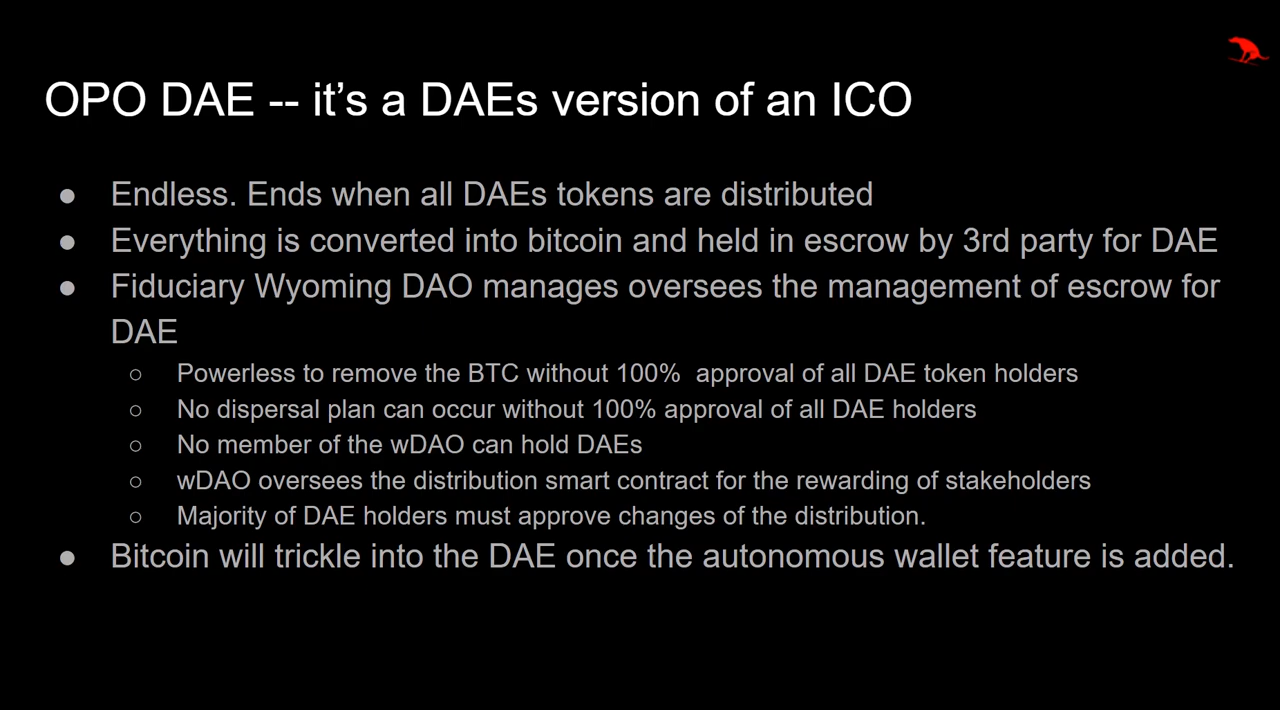 OPO DAE -- it's a DAEs version of an ICO
● Endless. Ends when all DAEs tokens are distributed
● Everything is converted into bitcoin and held in escrow by 3rd party for DAE
● Fiduciary Wyoming DAO manages oversees the management of escrow for
DAE
○ Powerless to remove the BTC without 100%  approval of all DAE token holders
○ No dispersal plan can occur without 100% approval of all DAE holders
○ No member of the wDAO can hold DAEs
○ wDAO oversees the distribution smart contract for the rewarding of stakeholders
○ Majority of DAE holders must approve changes of the distribution.
● Bitcoin will trickle into the DAE once the autonomous wallet feature is added.